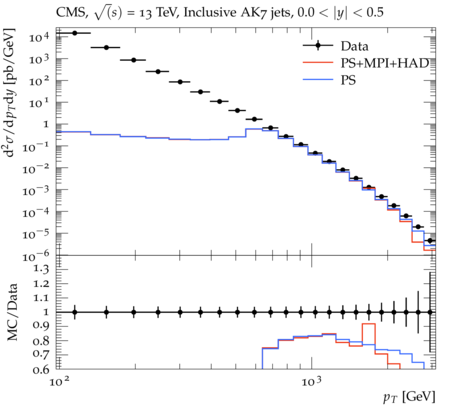 CMS, √(s) = 13 TeV, Inclusive AK7 jets, 0.0 < |y| < 0.5
Data
PS+MPI+HAD
PS
d²σ/dp_T dy [pb/GeV]
10⁴
10³
10²
10¹
1
10⁻¹
10⁻²
10⁻³
10⁻⁴
10⁻⁵
10⁻⁶
MC/Data
1.3
1.2
1.1
1
0.9
0.8
0.7
0.6
10² 10³
p_T [GeV]